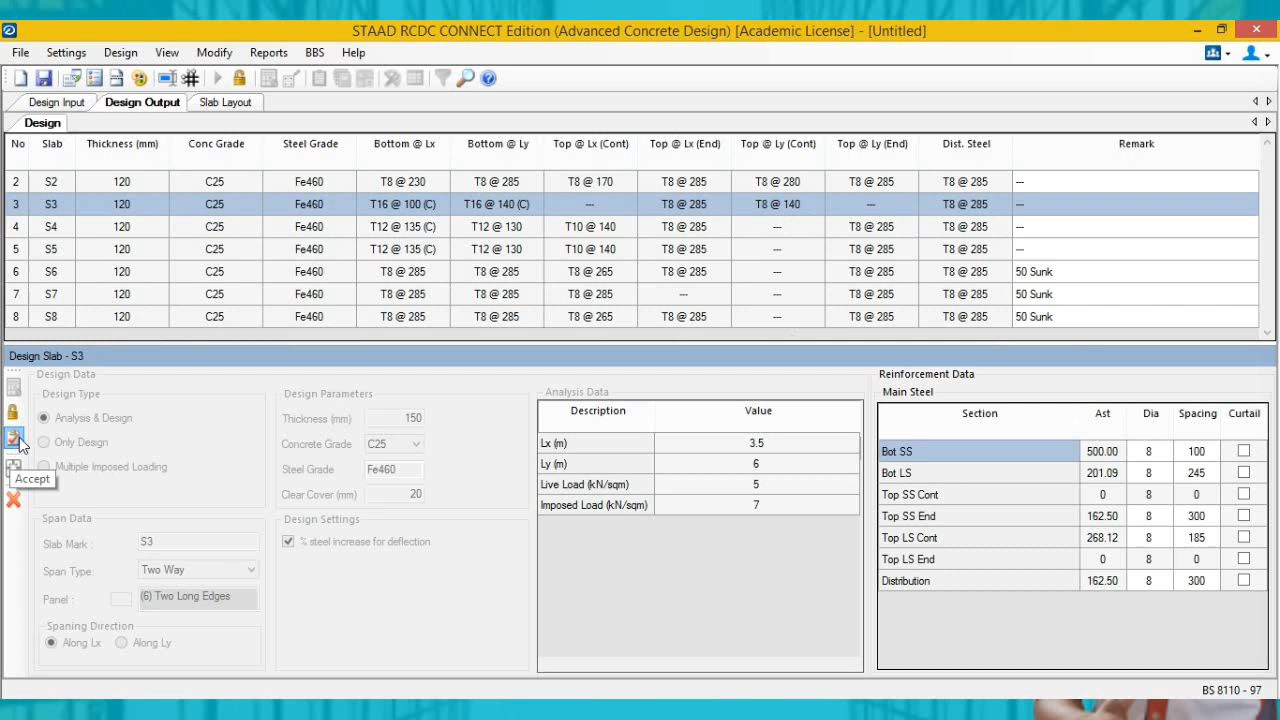 STAAD RCDC CONNECT Edition (Advanced Concrete Design) [Academic License] - [Untitled]
File Settings Design View Modify Reports BBS Help
Design Input Design Output Slab Layout
Design
No Slab Thickness (mm) Conc Grade Steel Grade Bottom @ Lx Bottom @ Ly Top @ Lx (Cont) Top @ Lx (End) Top @ Ly (Cont) Top @ Ly (End) Dist. Steel Remark
2 S2 120 C25 Fe460 T8 @ 230 T8 @ 285 T8 @ 170 T8 @ 285 T8 @ 280 T8 @ 285 T8 @ 285 ---
3 S3 120 C25 Fe460 T16 @ 100 (C) T16 @ 140 (C) --- T8 @ 285 T8 @ 140 --- T8 @ 285 ---
4 S4 120 C25 Fe460 T12 @ 135 (C) T12 @ 130 T10 @ 140 T8 @ 285 --- T8 @ 285 T8 @ 285 ---
5 S5 120 C25 Fe460 T12 @ 135 (C) T12 @ 130 T10 @ 140 T8 @ 285 --- T8 @ 285 T8 @ 285 ---
6 S6 120 C25 Fe460 T8 @ 285 T8 @ 285 T8 @ 265 T8 @ 285 --- T8 @ 285 T8 @ 285 50 Sunk
7 S7 120 C25 Fe460 T8 @ 285 T8 @ 285 T8 @ 285 --- --- T8 @ 285 T8 @ 285 50 Sunk
8 S8 120 C25 Fe460 T8 @ 285 T8 @ 285 T8 @ 265 T8 @ 285 --- T8 @ 285 T8 @ 285 50 Sunk
Design Slab - S3
Design Data
Design Type
Analysis & Design
Only Design
Multiple Imposed Loading
Accept
Span Data
Slab Mark : S3
Span Type: Two Way
Panel : (6) Two Long Edges
Spaning Direction
Along Lx Along Ly
Design Parameters
Thickness (mm) 150
Concrete Grade C25
Steel Grade Fe460
Clear Cover (mm) 20
Design Settings
% steel increase for deflection
Analysis Data
Description Value
Lx (m) 3.5
Ly (m) 6
Live Load (kN/sqm) 5
Imposed Load (kN/sqm) 7
Reinforcement Data
Main Steel
Section Ast Dia Spacing Curtail
Bot SS 500.00 8 100
Bot LS 201.09 8 245
Top SS Cont 0 8 0
Top SS End 162.50 8 300
Top LS Cont 268.12 8 185
Top LS End 0 8 0
Distribution 162.50 8 300
BS 8110 - 97